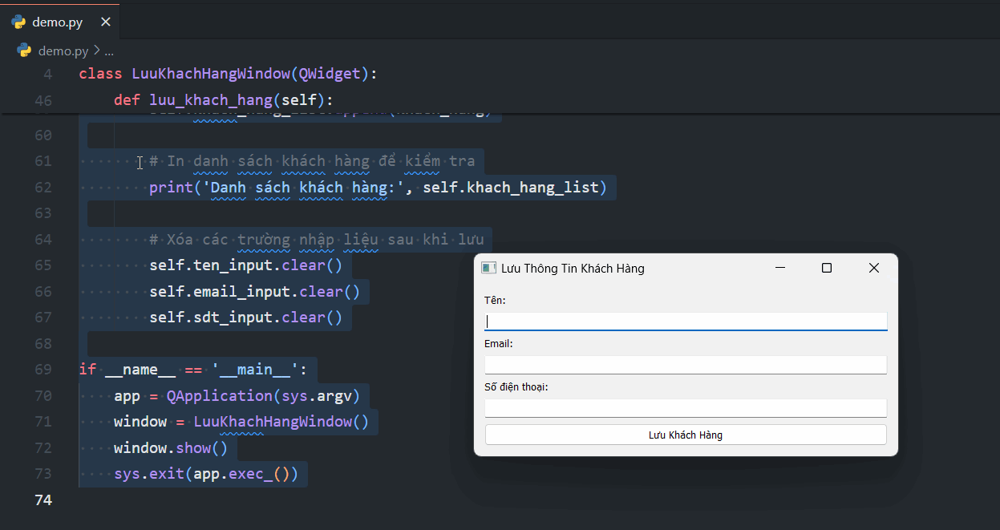 demo.py
demo.py > ...
4 class LuuKhachHangWindow(QWidget):
46 def luu_khach_hang(self):
60
61 # In danh sách khách hàng để kiểm tra
62 print('Danh sách khách hàng:', self.khach_hang_list)
63
64 # Xóa các trường nhập liệu sau khi lưu
65 self.ten_input.clear()
66 self.email_input.clear()
67 self.sdt_input.clear()
68
69 if __name__ == '__main__':
70 app = QApplication(sys.argv)
71 window = LuuKhachHangWindow()
72 window.show()
73 sys.exit(app.exec_())
74
Lưu Thông Tin Khách Hàng
Tên:
Email:
Số điện thoại:
Lưu Khách Hàng